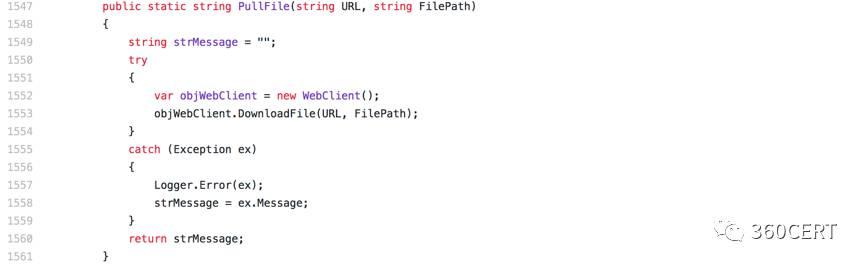 1547 public static string PullFile(string URL, string FilePath)
1548 {
1549 string strMessage = "";
1550 try
1551 {
1552 var objWebClient = new WebClient();
1553 objWebClient.DownloadFile(URL, FilePath);
1554 }
1555 catch (Exception ex)
1556 {
1557 Logger.Error(ex);
1558 strMessage = ex.Message;
1559 }
1560 return strMessage;
1561 }
360CERT